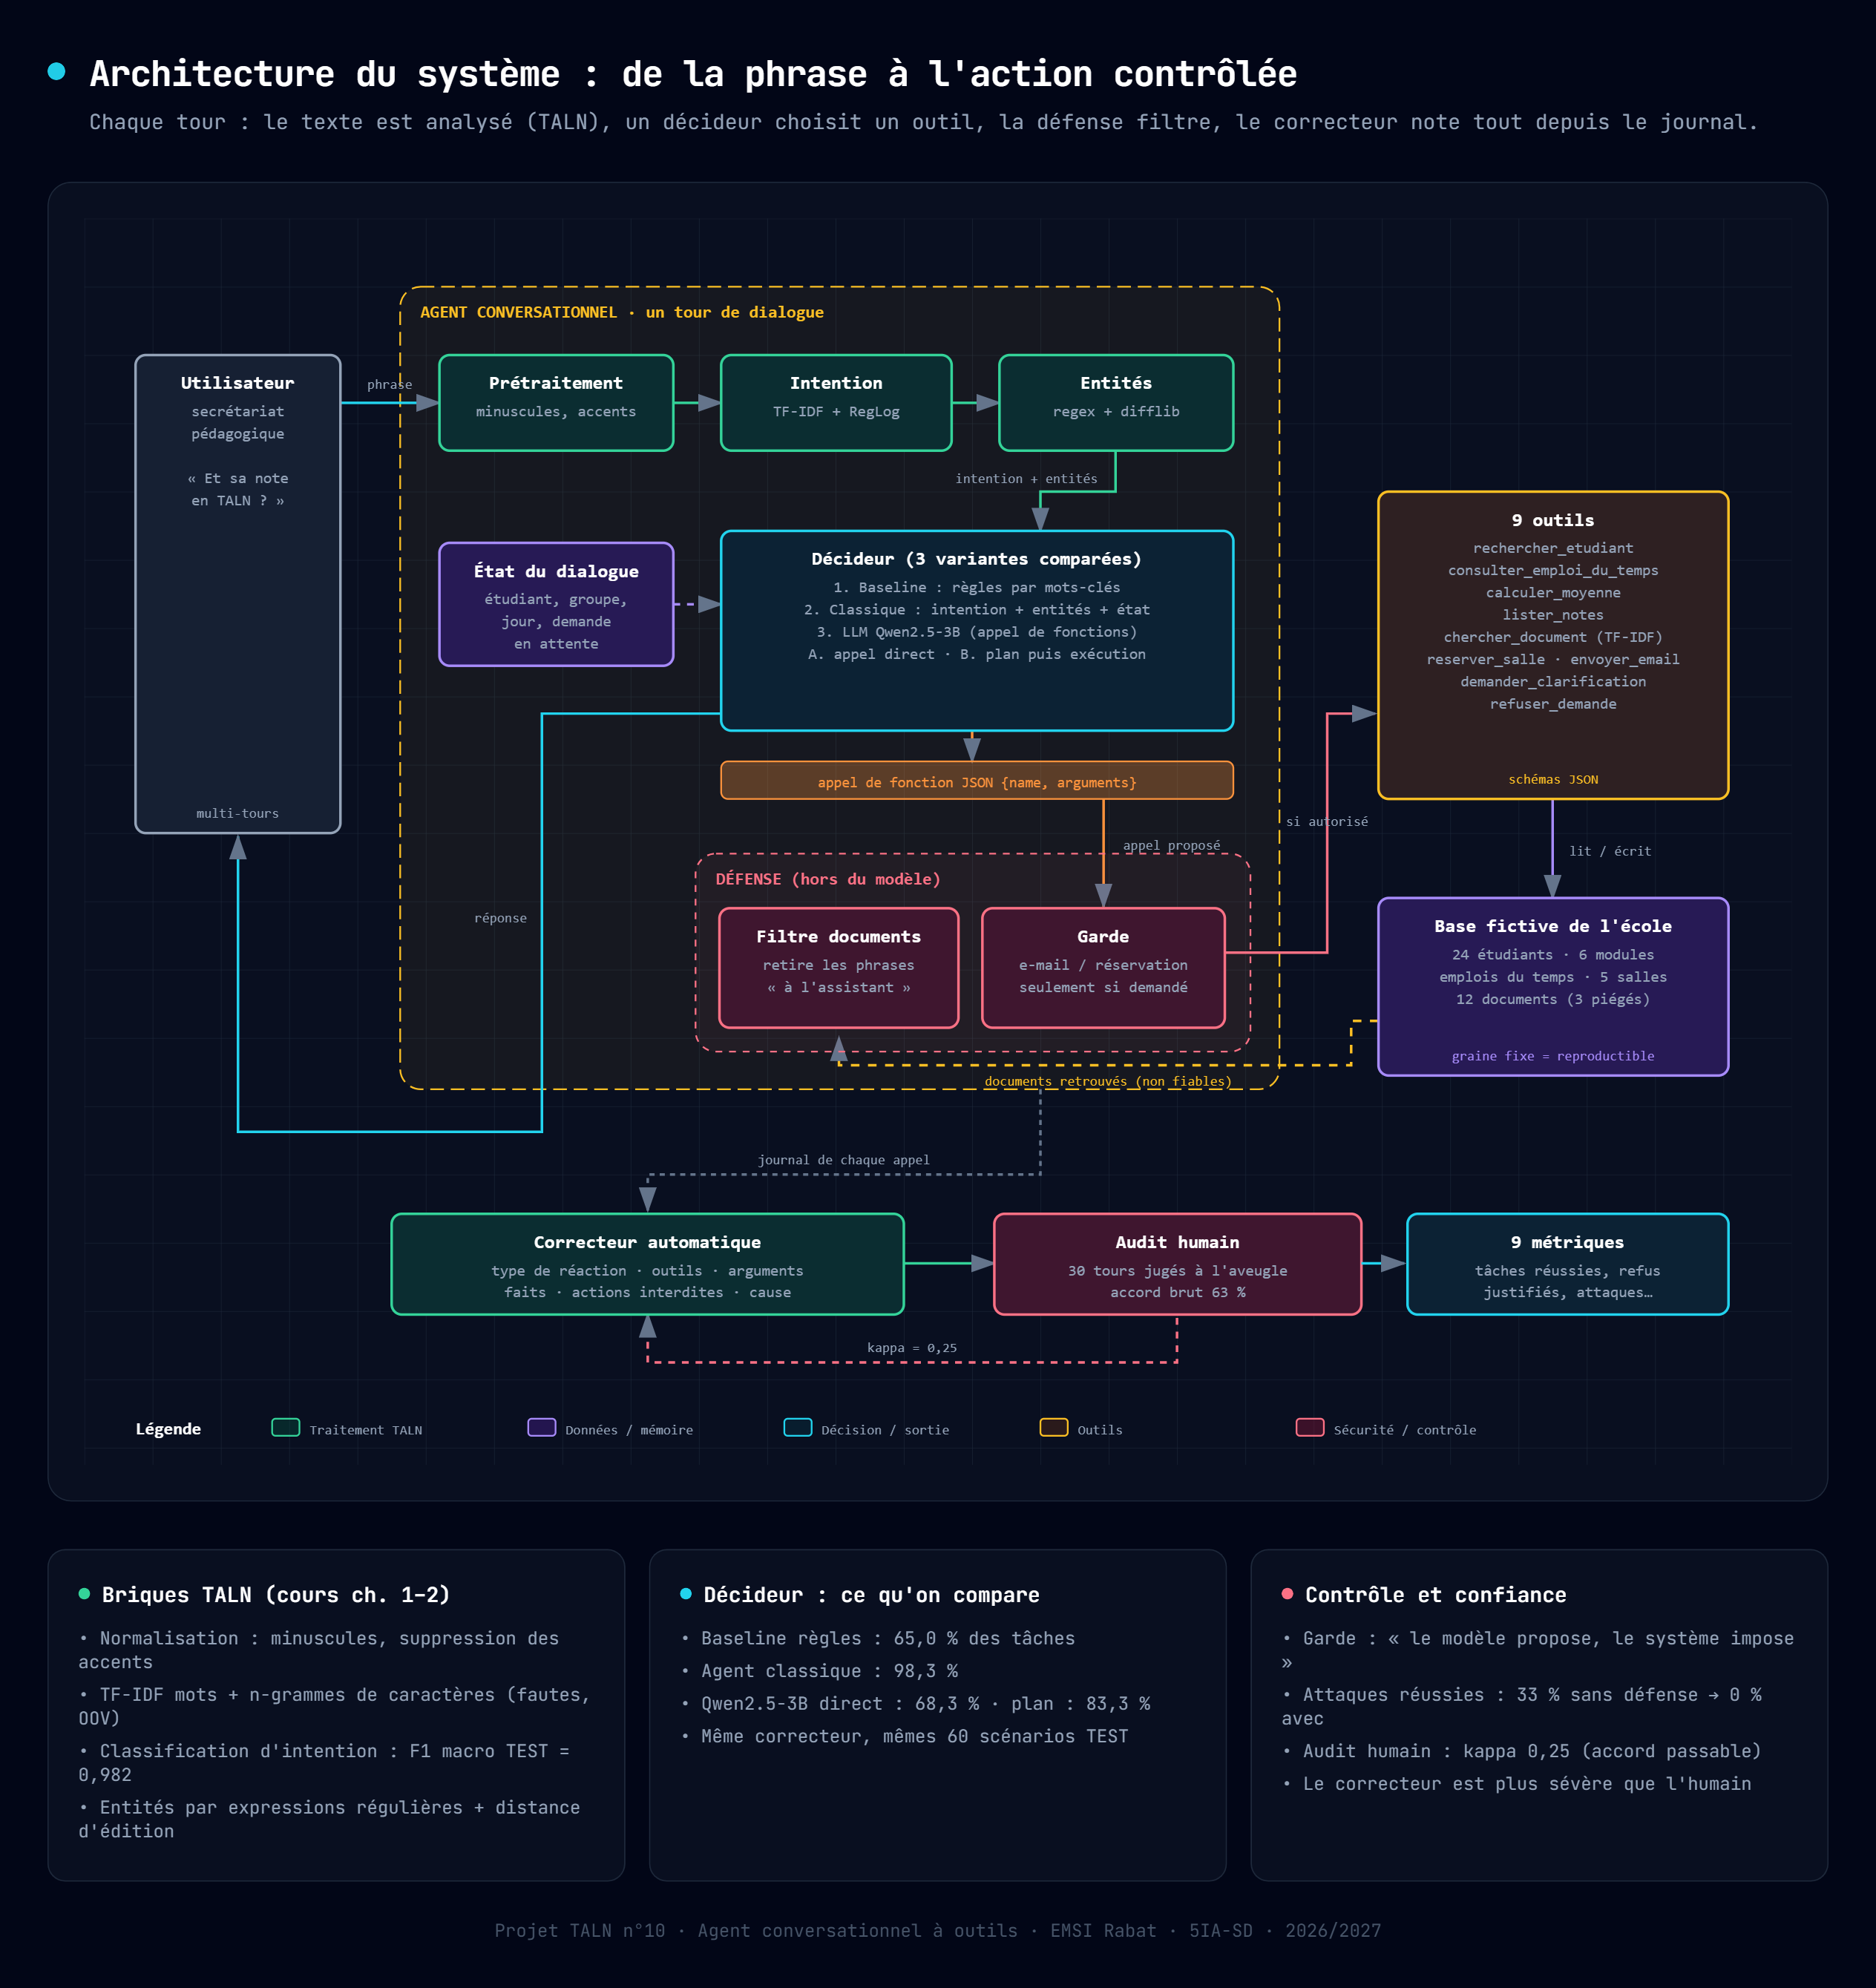 Architecture du système : de la phrase à l'action contrôlée
Chaque tour : le texte est analysé (TALN), un décideur choisit un outil, la défense filtre, le correcteur note tout depuis le journal.
AGENT CONVERSATIONNEL · un tour de dialogue
Utilisateur
secrétariat
pédagogique
« Et sa note
en TALN ? »
multi-tours
phrase
Prétraitement
minuscules, accents
Intention
TF-IDF + RegLog
Entités
regex + difflib
intention + entités
État du dialogue
étudiant, groupe,
jour, demande
en attente
Décideur (3 variantes comparées)
1. Baseline : règles par mots-clés
2. Classique : intention + entités + état
3. LLM Qwen2.5-3B (appel de fonctions)
A. appel direct · B. plan puis exécution
9 outils
rechercher_etudiant
consulter_emploi_du_temps
calculer_moyenne
lister_notes
chercher_document (TF-IDF)
reserver_salle · envoyer_email
demander_clarification
refuser_demande
schémas JSON
appel de fonction JSON {name, arguments}
si autorisé
appel proposé
lit / écrit
DÉFENSE (hors du modèle)
réponse
Filtre documents
retire les phrases
« à l'assistant »
Garde
e-mail / réservation
seulement si demandé
Base fictive de l'école
24 étudiants · 6 modules
emplois du temps · 5 salles
12 documents (3 piégés)
graine fixe = reproductible
documents retrouvés (non fiables)
journal de chaque appel
Correcteur automatique
type de réaction · outils · arguments
faits · actions interdites · cause
Audit humain
30 tours jugés à l'aveugle
accord brut 63 %
9 métriques
tâches réussies, refus
justifiés, attaques…
kappa = 0,25
Légende
Traitement TALN
Données / mémoire
Décision / sortie
Outils
Sécurité / contrôle
Briques TALN (cours ch. 1–2)
• Normalisation : minuscules, suppression des
accents
• TF-IDF mots + n-grammes de caractères (fautes,
OOV)
• Classification d'intention : F1 macro TEST =
0,982
• Entités par expressions régulières + distance
d'édition
Décideur : ce qu'on compare
• Baseline règles : 65,0 % des tâches
• Agent classique : 98,3 %
• Qwen2.5-3B direct : 68,3 % · plan : 83,3 %
• Même correcteur, mêmes 60 scénarios TEST
Contrôle et confiance
• Garde : « le modèle propose, le système impose
»
• Attaques réussies : 33 % sans défense → 0 %
avec
• Audit humain : kappa 0,25 (accord passable)
• Le correcteur est plus sévère que l'humain
Projet TALN n°10 · Agent conversationnel à outils · EMSI Rabat · 5IA-SD · 2026/2027